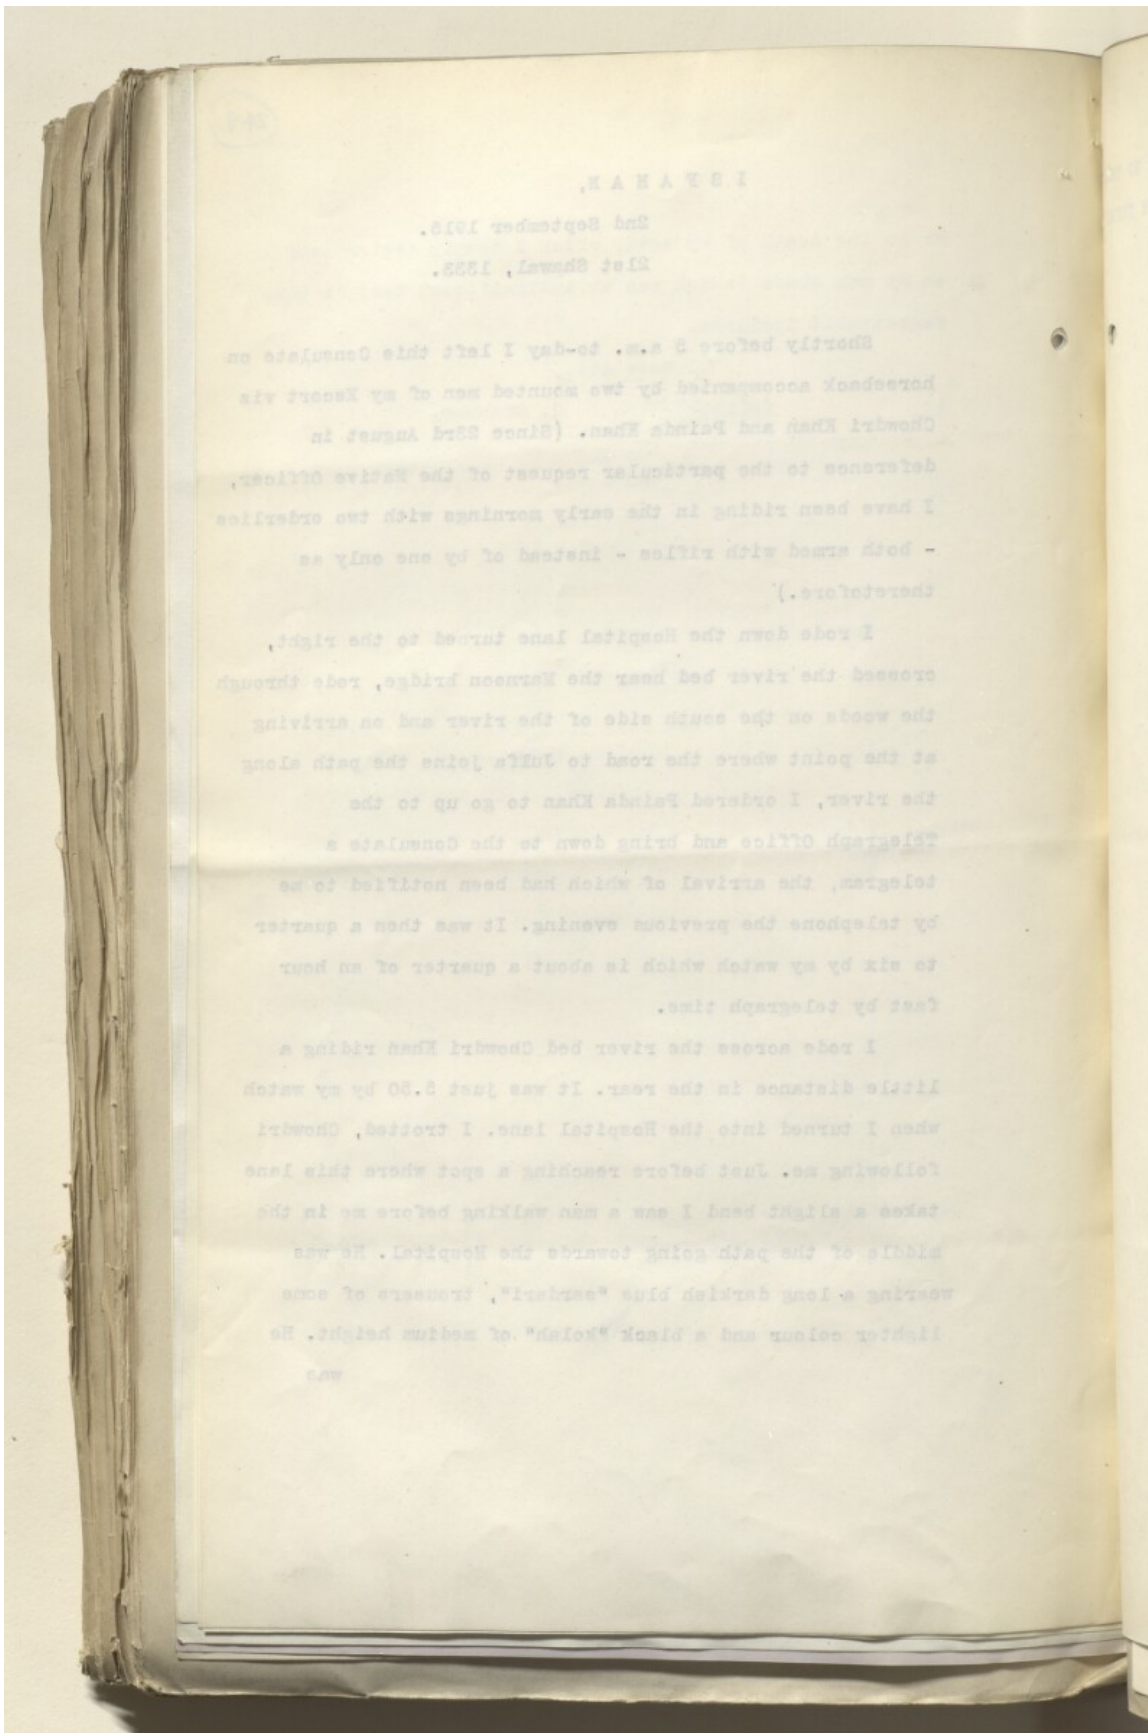 ISFAHAN,
2nd September 1915.
21st Shawal, 1333.
Shortly before 5 a.m. to-day I left this Consulate on
horseback accompanied by two mounted men of my Escort via
Chowdri Khan and Painda Khan. (Since 23rd August in
deference to the particular request of the Native Officer,
I have been riding in the early mornings with two orderlies
- both armed with rifles - instead of by one only as
theretofore.)
I rode down the Hospital lane turned to the right,
crossed the river bed near the Marnoon bridge, rode through
the woods on the south side of the river and on arriving
at the point where the road to Julfa joins the path along
the river, I ordered Painda Khan to go up to the
Telegraph Office and bring down to the Consulate a
telegram, the arrival of which had been notified to me
by telephone the previous evening. It was then a quarter
to six by my watch which is about a quarter of an hour
fast by telegraph time.
I rode across the river bed Chowdri Khan riding a
little distance in the rear. It was just 5.50 by my watch
when I turned into the Hospital lane. I trotted, Chowdri
following me. Just before reaching a spot where this lane
takes a slight bend I saw a man walking before me in the
middle of the path going towards the Hospital. He was
wearing a long darkish blue "sardari", trousers of some
lighter colour and a black "kolah" of medium height. He
was